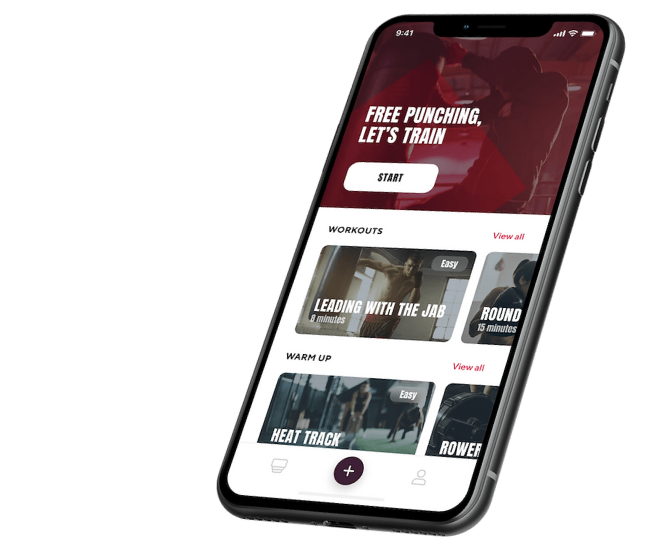 9:41
FREE PUNCHING,
LET'S TRAIN
START
WORKOUTS
View all
Easy
LEADING WITH THE JAB
8 minutes
ROUND
15 minutes
WARM UP
View all
Easy
HEAT TRACK
ROWER